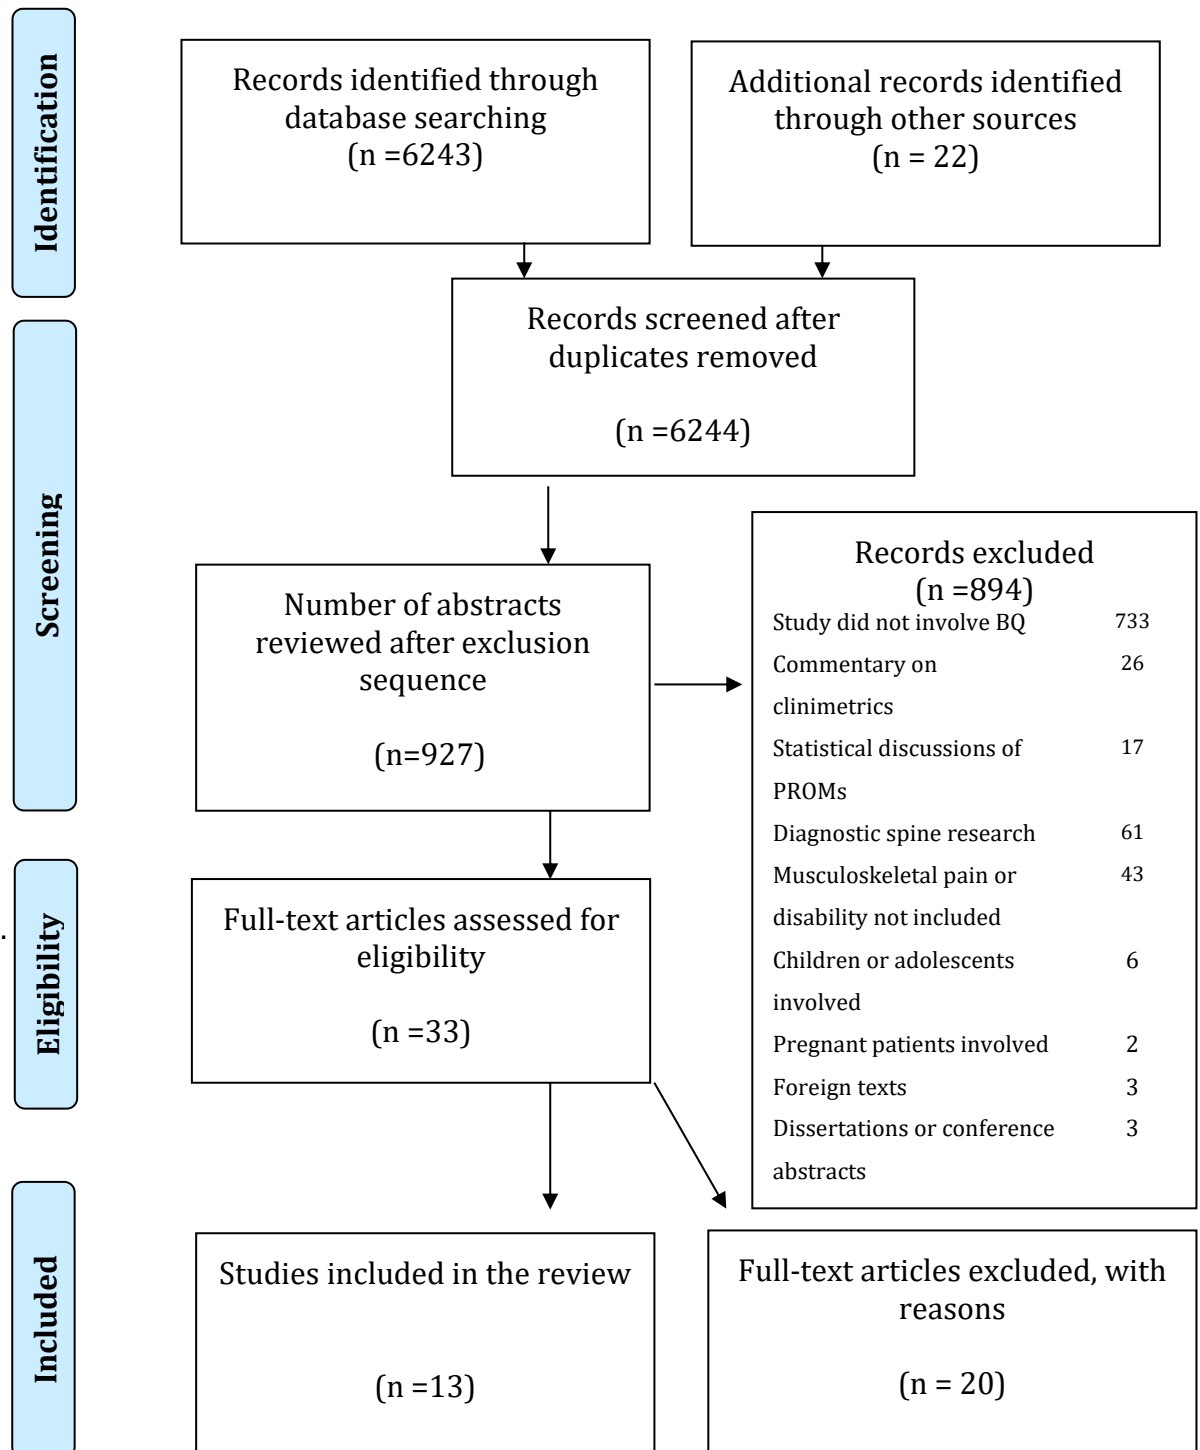 Identification
Records identified through
database searching
(n =6243)
Additional records identified
through other sources
(n = 22)
Screening
Records screened after
duplicates removed
(n =6244)
Number of abstracts
reviewed after exclusion
sequence
(n=927)
Records excluded
(n =894)
Study did not involve BQ 733
Commentary on 26
clinimetrics
Statistical discussions of 17
PROMs
Diagnostic spine research 61
Musculoskeletal pain or 43
disability not included
Children or adolescents 6
involved
Pregnant patients involved 2
Foreign texts 3
Dissertations or conference 3
abstracts
Eligibility
.
Full-text articles assessed for
eligibility
(n =33)
Included
Studies included in the review
(n =13)
Full-text articles excluded, with
reasons
(n = 20)